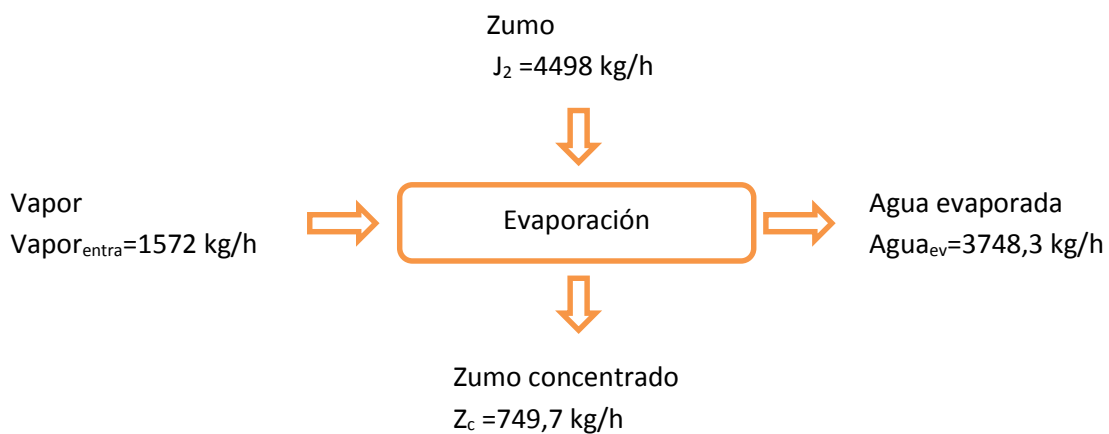 Zumo
J₂ =4498 kg/h
Vapor
Vaporentra=1572 kg/h
Evaporación
Agua evaporada
Aguaev=3748,3 kg/h
Zumo concentrado
Zc =749,7 kg/h